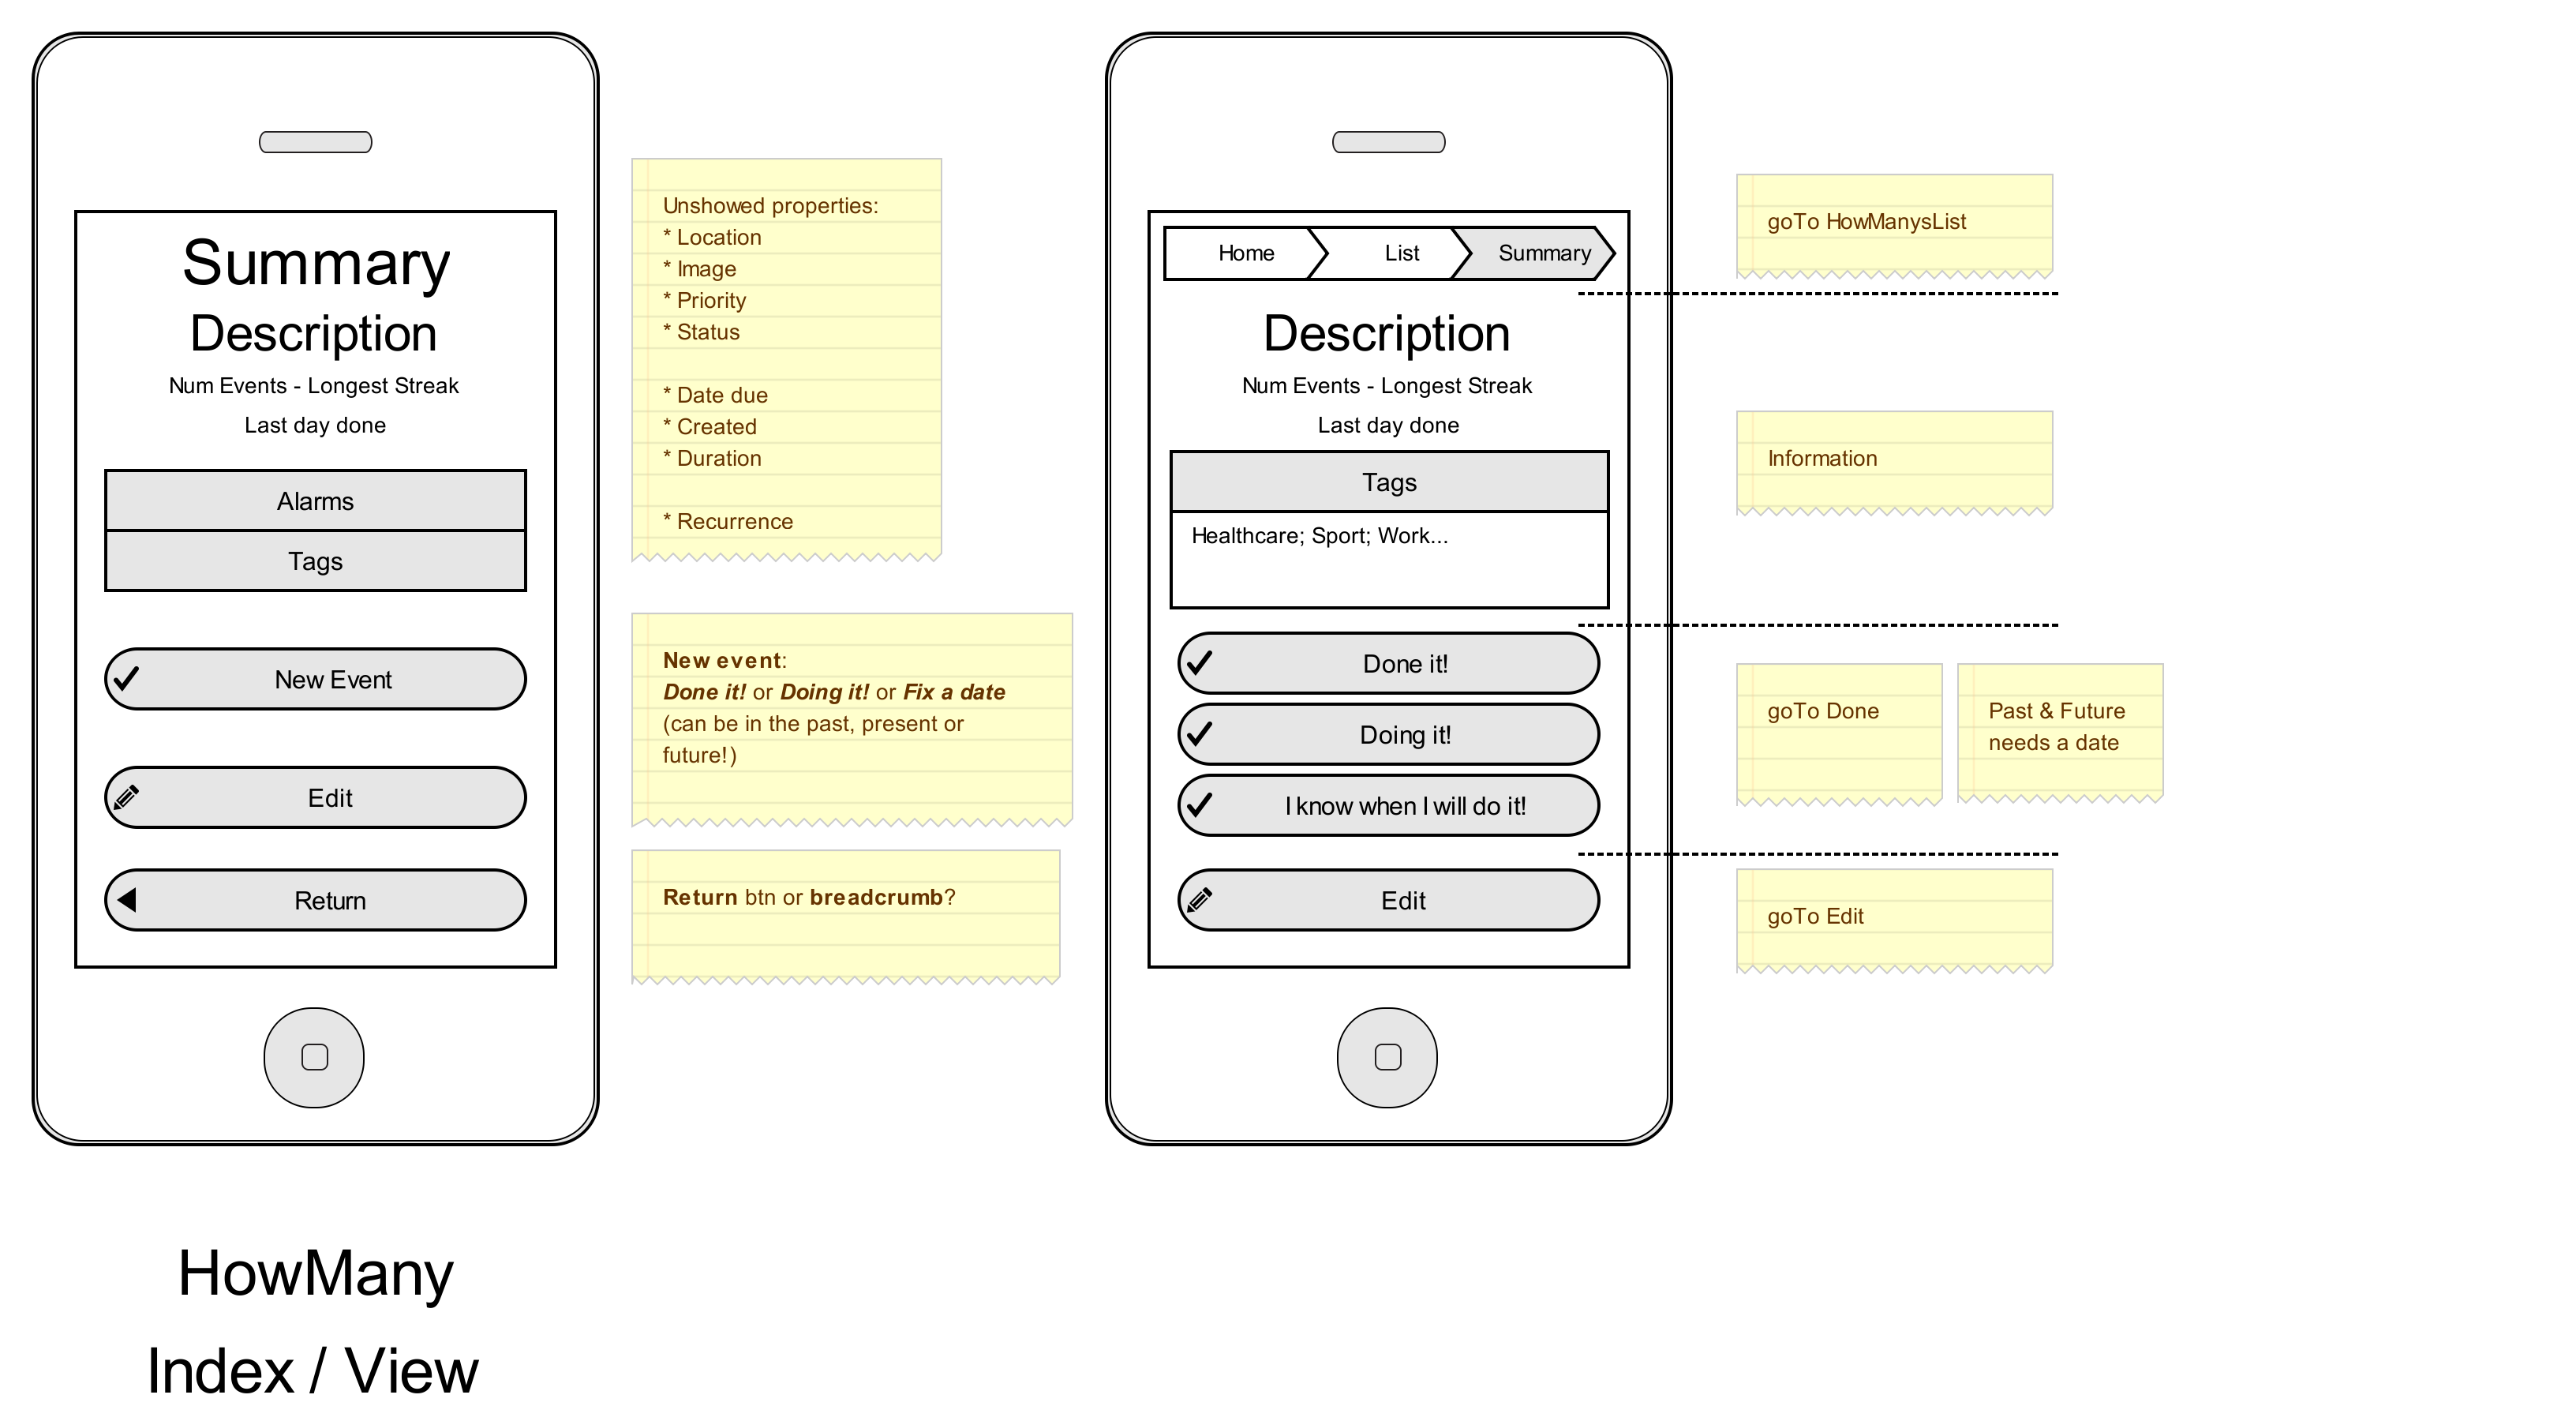 Summary
Description
Num Events - Longest Streak
Last day done
Alarms
Tags
New Event
Edit
Return
Unshowed properties:
* Location
* Image
* Priority
* Status
* Date due
* Created
* Duration
* Recurrence
New event:
Done it! or Doing it! or Fix a date
(can be in the past, present or
future!)
Return btn or breadcrumb?
Home List Summary
Description
Num Events - Longest Streak
Last day done
Tags
Healthcare; Sport; Work...
Done it!
Doing it!
I know when I will do it!
Edit
goTo HowManysList
Information
goTo Done
Past & Future
needs a date
goTo Edit
HowMany
Index / View